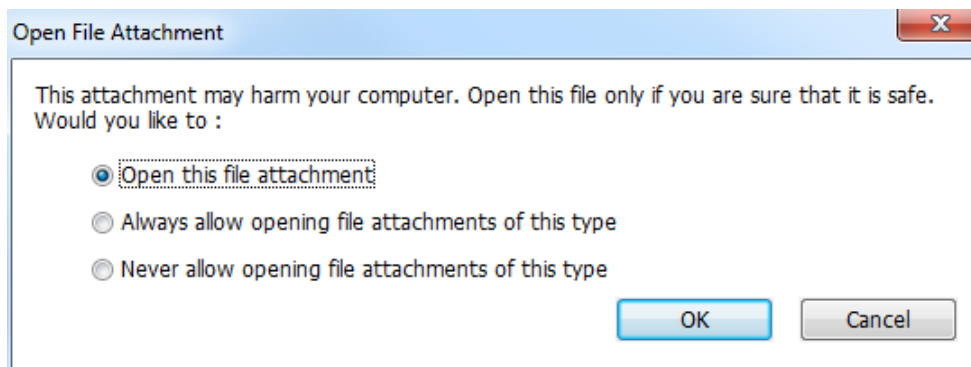 Open File Attachment
This attachment may harm your computer. Open this file only if you are sure that it is safe.
Would you like to :
Open this file attachment
Always allow opening file attachments of this type
Never allow opening file attachments of this type
OK Cancel